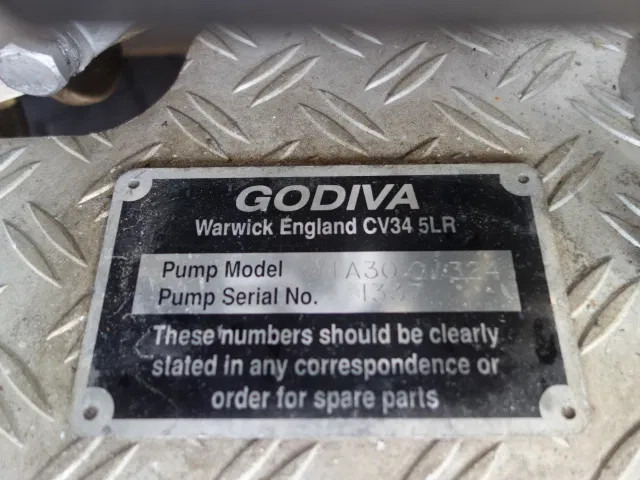 GODIVA
Warwick England CV34 5LR
Pump Model
Pump Serial No.
These numbers should be clearly
stated in any correspondence or
order for spare parts